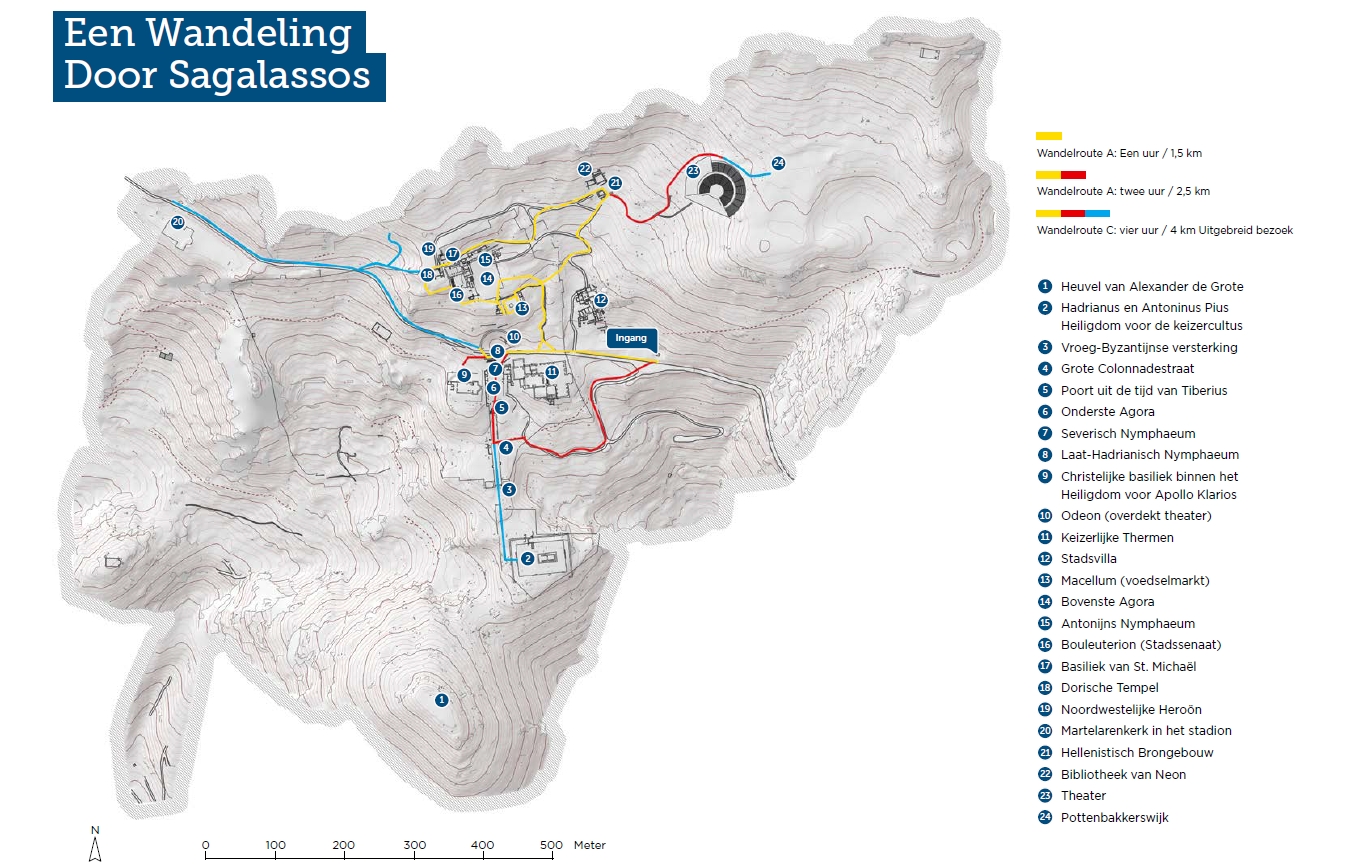 Een Wandeling
Door Sagalassos
Wandelroute A: Een uur / 1,5 km
Wandelroute A: twee uur / 2,5 km
Wandelroute C: vier uur / 4 km Uitgebreid bezoek
1 Heuvel van Alexander de Grote
2 Hadrianus en Antoninus Pius
Heiligdom voor de keizercultus
3 Vroeg-Byzantijnse versterking
4 Grote Colonnadestraat
5 Poort uit de tijd van Tiberius
6 Onderste Agora
7 Severisch Nymphaeum
8 Laat-Hadrianisch Nymphaeum
9 Christelijke basiliek binnen het
Heiligdom voor Apollo Klarios
10 Odeon (overdekt theater)
11 Keizerlijke Thermen
12 Stadsvilla
13 Macellum (voedselmarkt)
14 Bovenste Agora
15 Antonijns Nymphaeum
16 Bouleuterion (Stadssenaat)
17 Basiliek van St. Michaël
18 Dorische Tempel
19 Noordwestelijke Heroön
20 Martelarenkerk in het stadion
21 Hellenistisch Brongebouw
22 Bibliotheek van Neon
23 Theater
24 Pottenbakkerswijk
22
21
23
24
20
19
17
15
18
14
16
13
12
10
Ingang
8
7
9
11
6
5
4
3
2
1
N
0 100 200 300 400 500 Meter